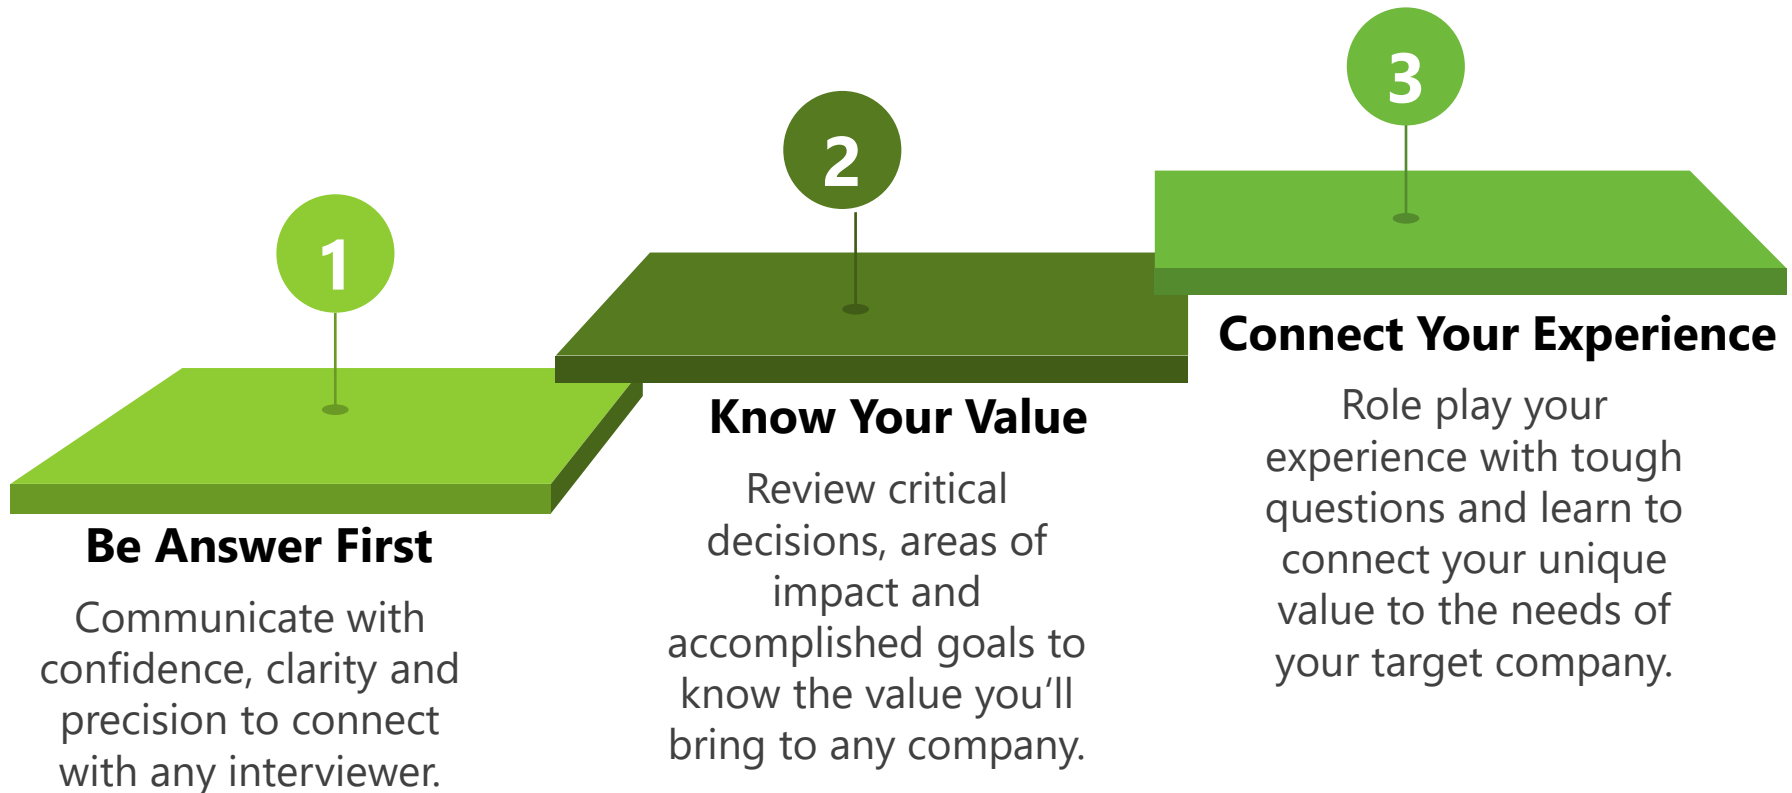 1
Be Answer First
Communicate with
confidence, clarity and
precision to connect
with any interviewer.
2
Know Your Value
Review critical
decisions, areas of
impact and
accomplished goals to
know the value you‘ll
bring to any company.
3
Connect Your Experience
Role play your
experience with tough
questions and learn to
connect your unique
value to the needs of
your target company.